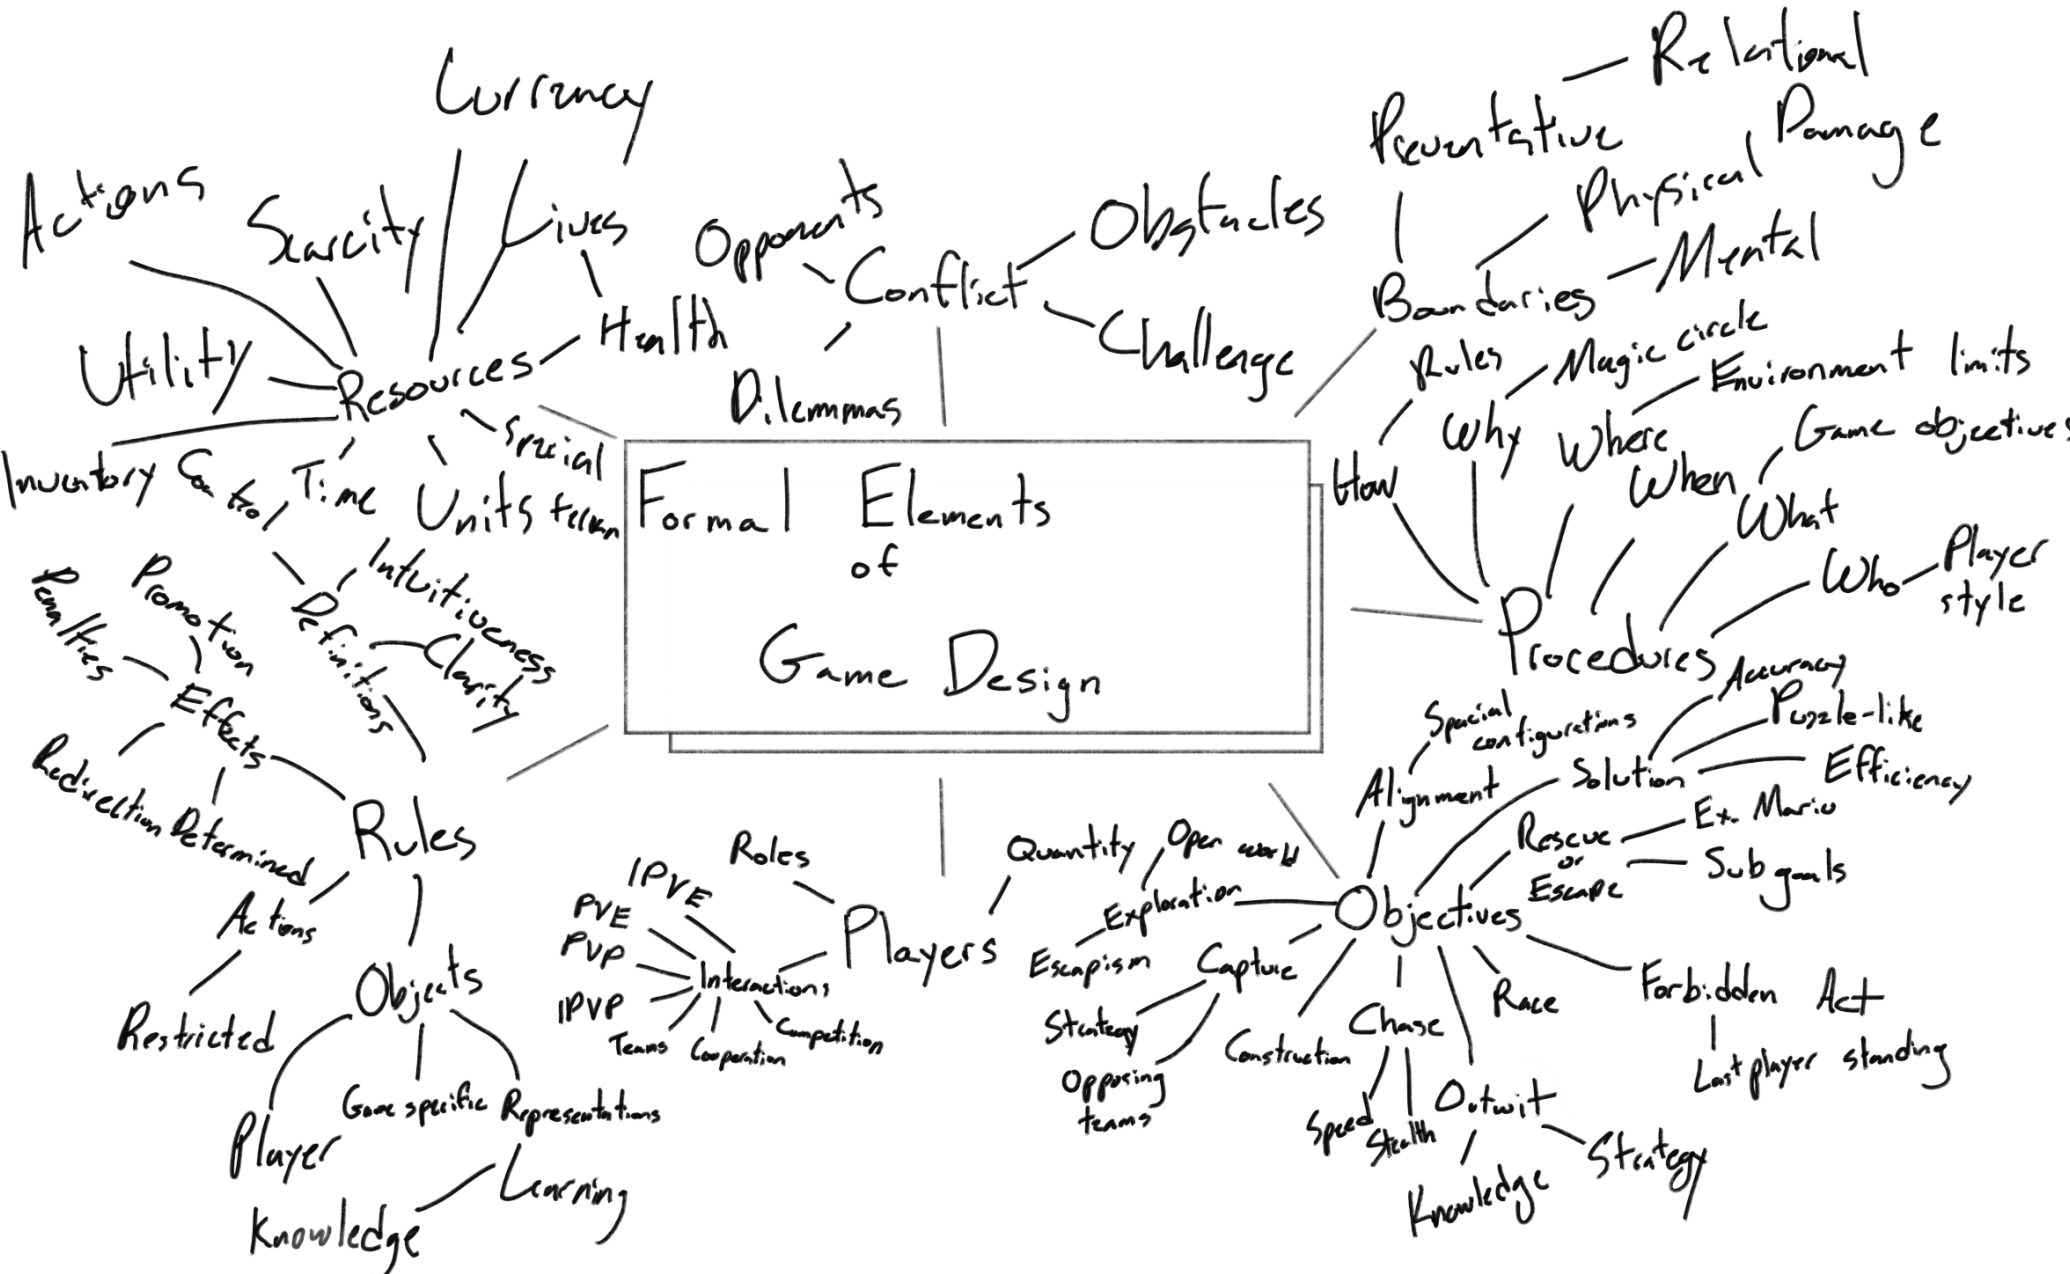 Formal Elements
of
Game Design
Resources
Actions
Scarcity
Currency
Lives
Health
Utility
Inventory
Time
Units
Special
terrain
Conflict
Opponents
Obstacles
Challenge
Dilemmas
Boundaries
Preventative
Relational
Physical
Damage
Mental
Procedures
How
Rules
Why
Magic circle
Where
Environment limits
When
What
Game objectives
Who
Player
style
Objectives
Alignment
Spacial
configurations
Solution
Accuracy
Puzzle-like
Efficiency
Rescue
or
Escape
Ex. Mario
Sub goals
Forbidden Act
Last player standing
Race
Outwit
Knowledge
Strategy
Chase
Speed
Stealth
Construction
Capture
Strategy
Opposing
teams
Exploration
Open world
Escapism
Players
Roles
Quantity
Interactions
IPVE
PVE
PVP
IPVP
Teams
Cooperation
Competition
Rules
Definitions
Control
Intuitiveness
Clarity
Effects
Penalties
Promotion
Redirection
Determined
Actions
Restricted
Objects
Player
Game specific
Representations
Learning
Knowledge